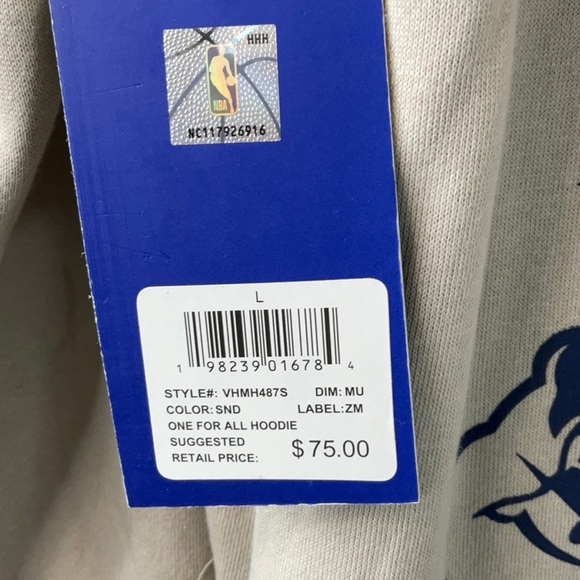 HHH
NBA
NC117926916
L
1 98239 01678 4
STYLE#: VHMH487S DIM: MU
COLOR: SND LABEL: ZM
ONE FOR ALL HOODIE
SUGGESTED
RETAIL PRICE: $75.00